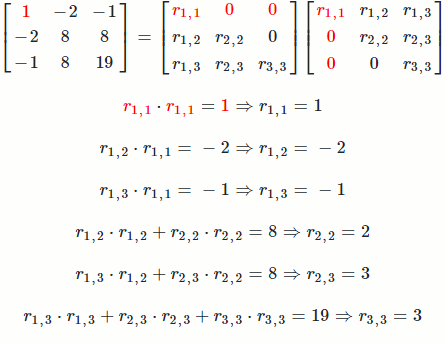 [1 −2 −1; −2 8 8; −1 8 19] = [r1,1 0 0; r1,2 r2,2 0; r1,3 r2,3 r3,3] [r1,1 r1,2 r1,3; 0 r2,2 r2,3; 0 0 r3,3]
r1,1 · r1,1 = 1 ⇒ r1,1 = 1
r1,2 · r1,1 = −2 ⇒ r1,2 = −2
r1,3 · r1,1 = −1 ⇒ r1,3 = −1
r1,2 · r1,2 + r2,2 · r2,2 = 8 ⇒ r2,2 = 2
r1,3 · r1,2 + r2,3 · r2,2 = 8 ⇒ r2,3 = 3
r1,3 · r1,3 + r2,3 · r2,3 + r3,3 · r3,3 = 19 ⇒ r3,3 = 3